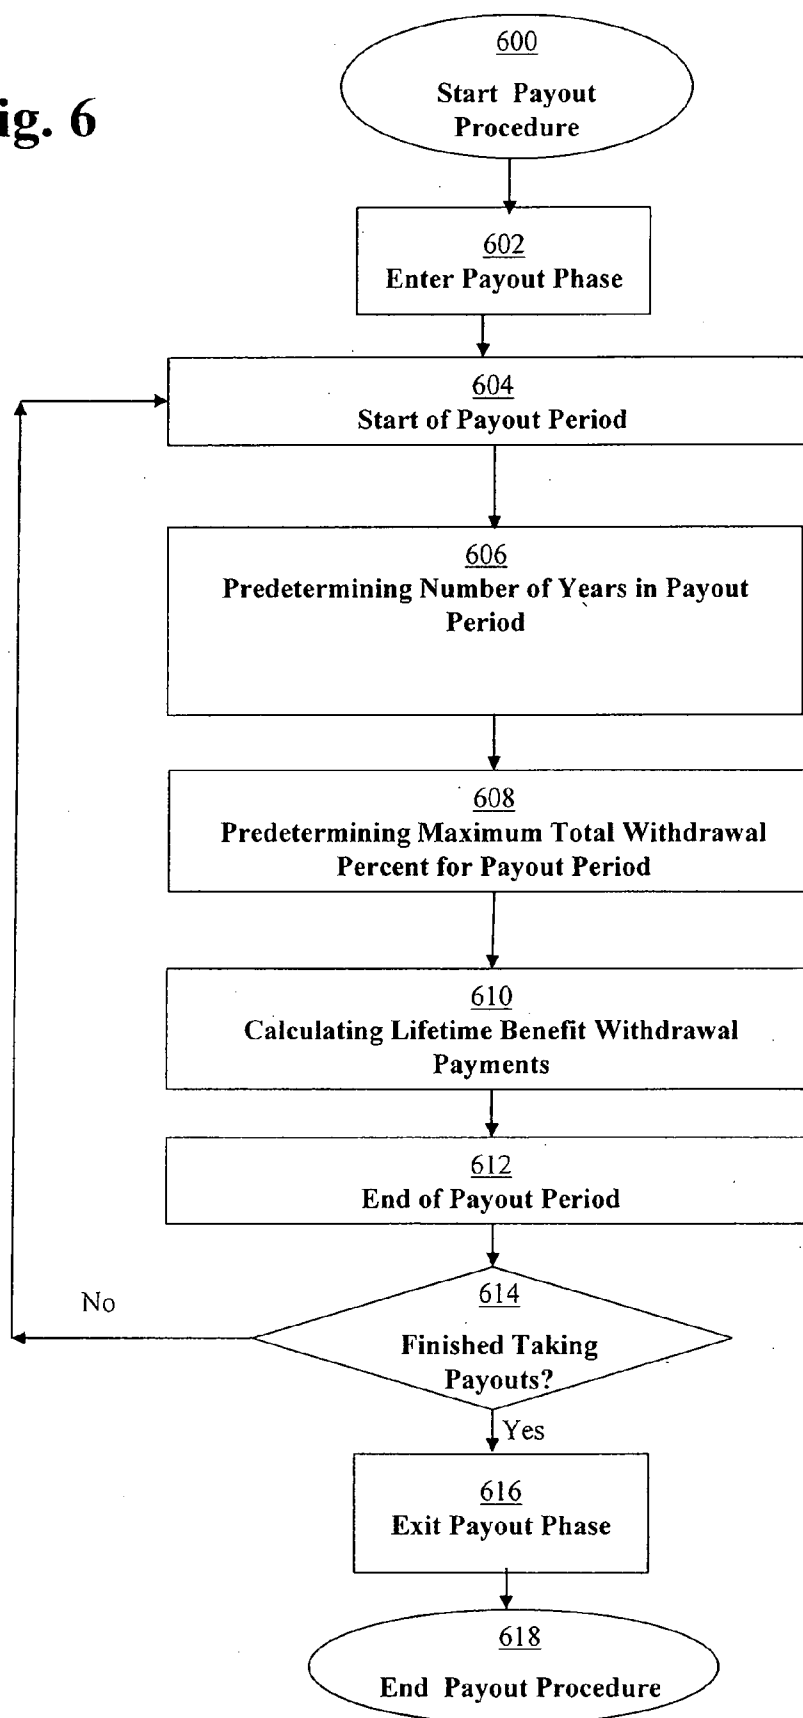 ig. 6
600
Start Payout
Procedure
602
Enter Payout Phase
604
Start of Payout Period
606
Predetermining Number of Years in Payout
Period
608
Predetermining Maximum Total Withdrawal
Percent for Payout Period
610
Calculating Lifetime Benefit Withdrawal
Payments
612
End of Payout Period
No
614
Finished Taking
Payouts?
Yes
616
Exit Payout Phase
618
End Payout Procedure